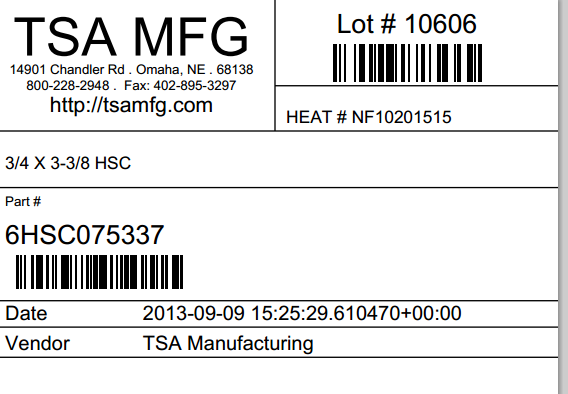 TSA MFG
14901 Chandler Rd . Omaha, NE . 68138
800-228-2948 .  Fax: 402-895-3297
http://tsamfg.com
Lot # 10606
HEAT # NF10201515
3/4 X 3-3/8 HSC
Part #
6HSC075337
Date 2013-09-09 15:25:29.610470+00:00
Vendor TSA Manufacturing